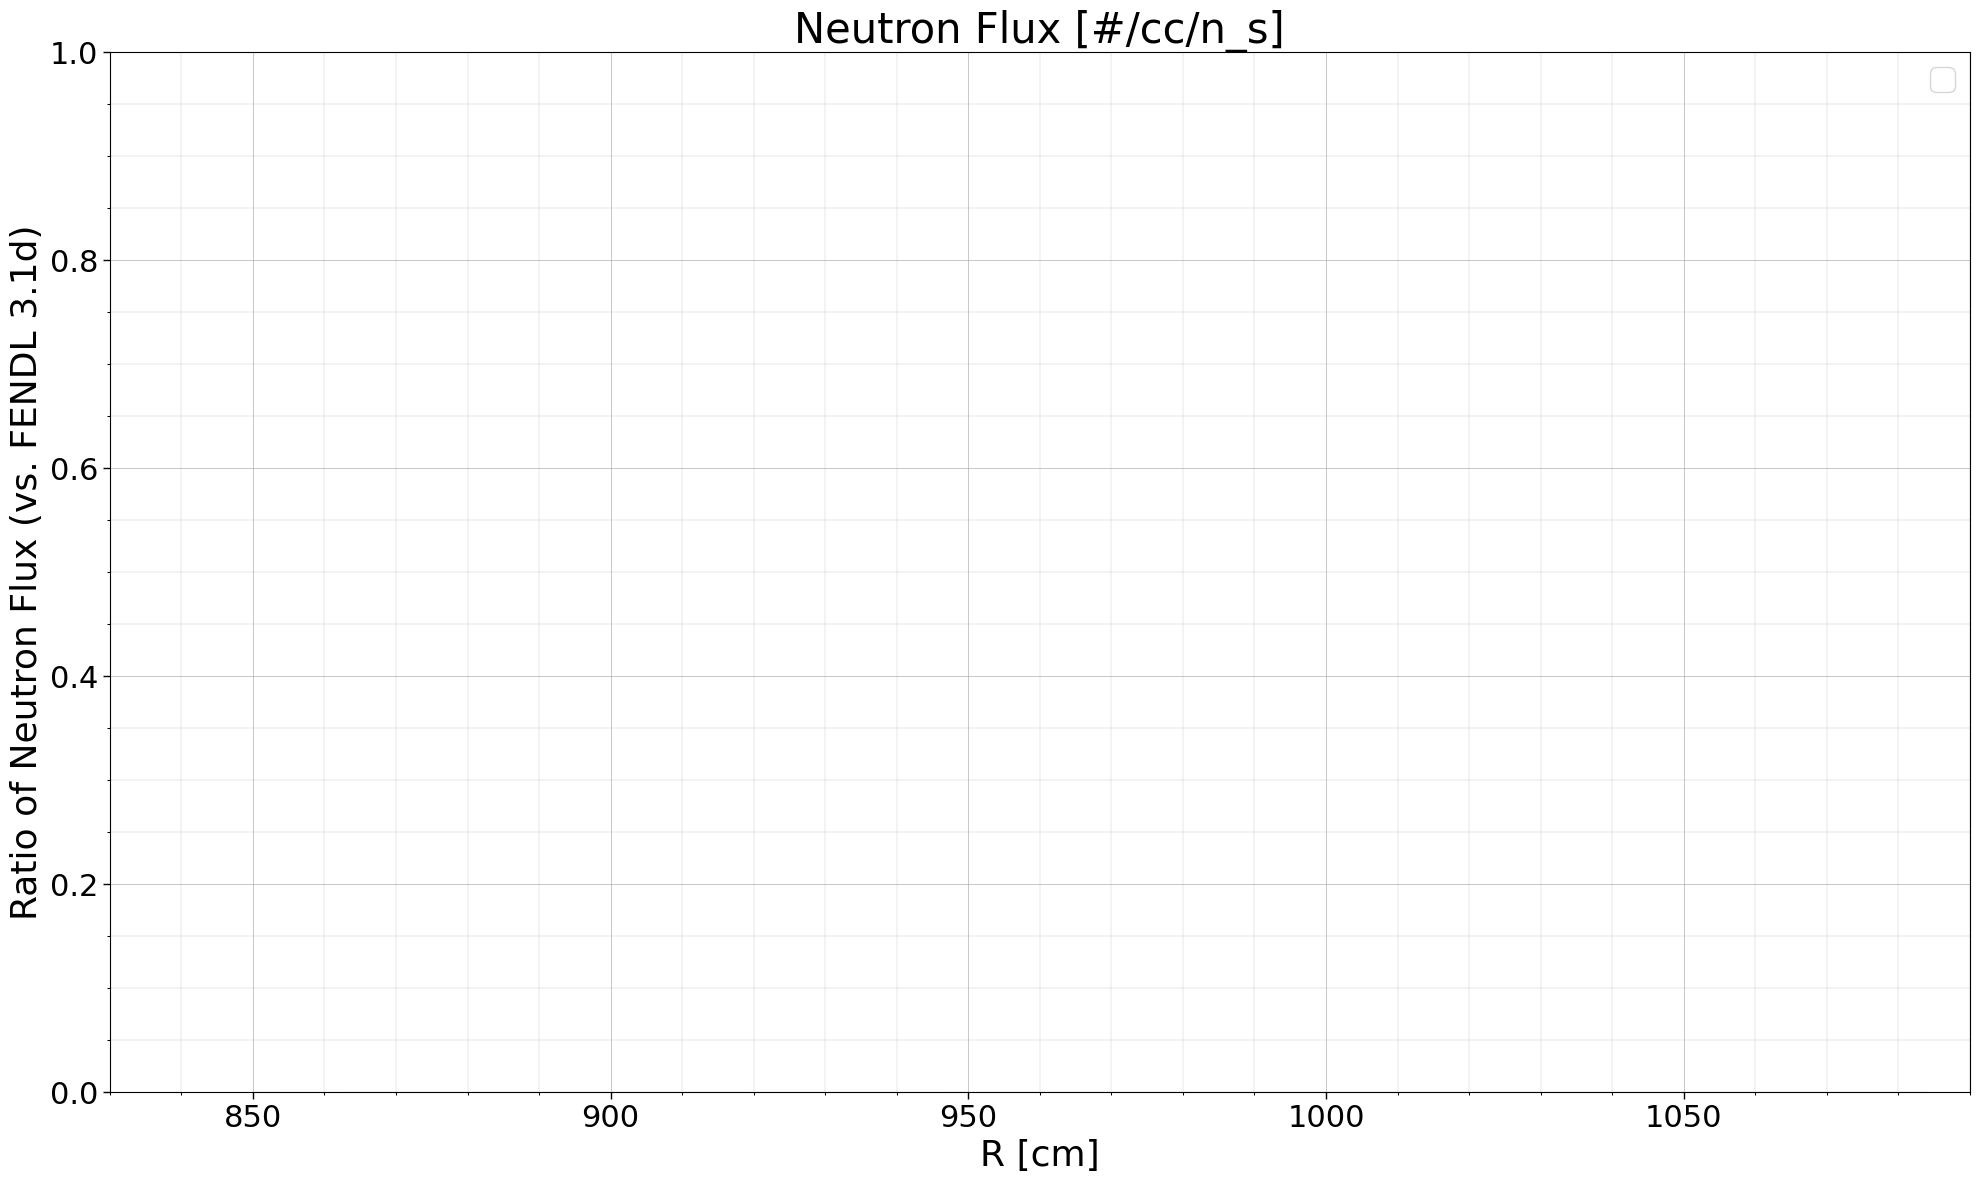 Neutron Flux [#/cc/n_s]
Ratio of Neutron Flux (vs. FENDL 3.1d)
1.0
0.8
0.6
0.4
0.2
0.0
850 900 950 1000 1050
R [cm]